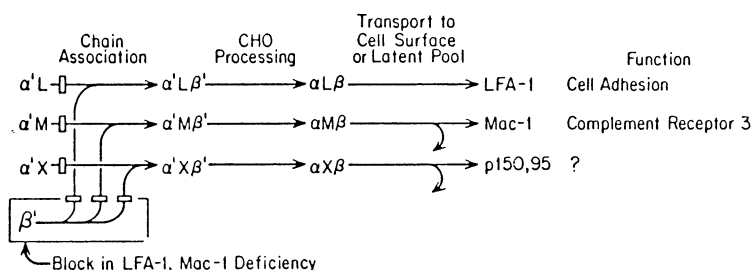 Chain Association
CHO Processing
Transport to Cell Surface or Latent Pool
Function
α'L α'Lβ' αLβ LFA-1 Cell Adhesion
α'M α'Mβ' αMβ Mac-1 Complement Receptor 3
α'X α'Xβ' αXβ p150,95 ?
β'
Block in LFA-1, Mac-1 Deficiency